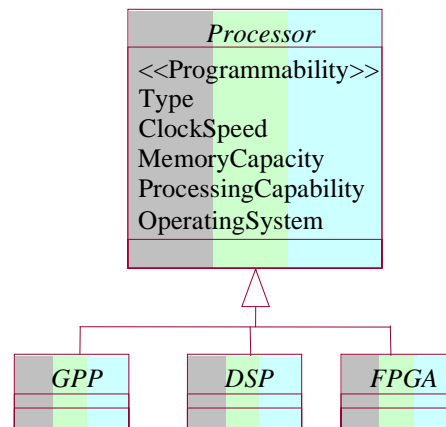 Processor
<<Programmability>>
Type
ClockSpeed
MemoryCapacity
ProcessingCapability
OperatingSystem
GPP DSP FPGA